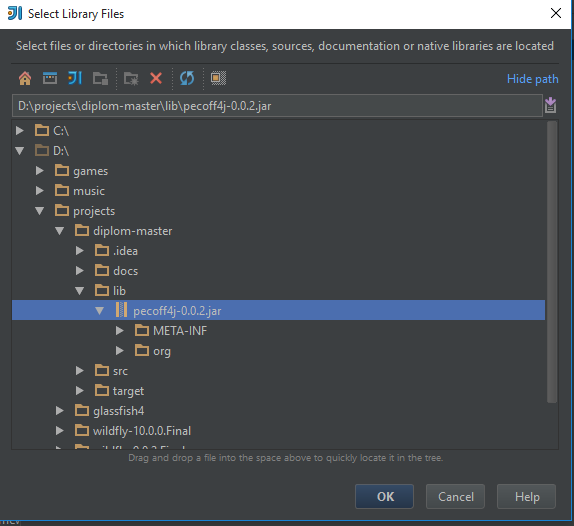 Select Library Files
Select files or directories in which library classes, sources, documentation or native libraries are located
Hide path
D:\projects\diplom-master\lib\pecoff4j-0.0.2.jar
C:\
D:\
games
music
projects
diplom-master
.idea
docs
lib
pecoff4j-0.0.2.jar
META-INF
org
src
target
glassfish4
wildfly-10.0.0.Final
Drag and drop a file into the space above to quickly locate it in the tree.
OK Cancel Help